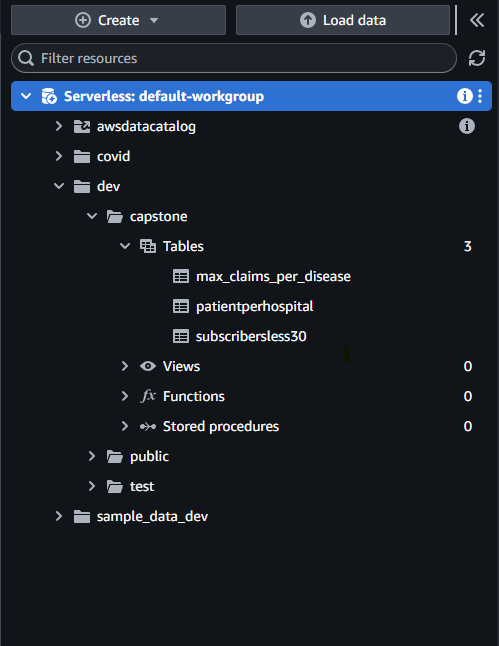 Create Load data
Filter resources
Serverless: default-workgroup
awsdatacatalog
covid
dev
capstone
Tables 3
max_claims_per_disease
patientperhospital
subscribersless30
Views 0
fx Functions 0
Stored procedures 0
public
test
sample_data_dev